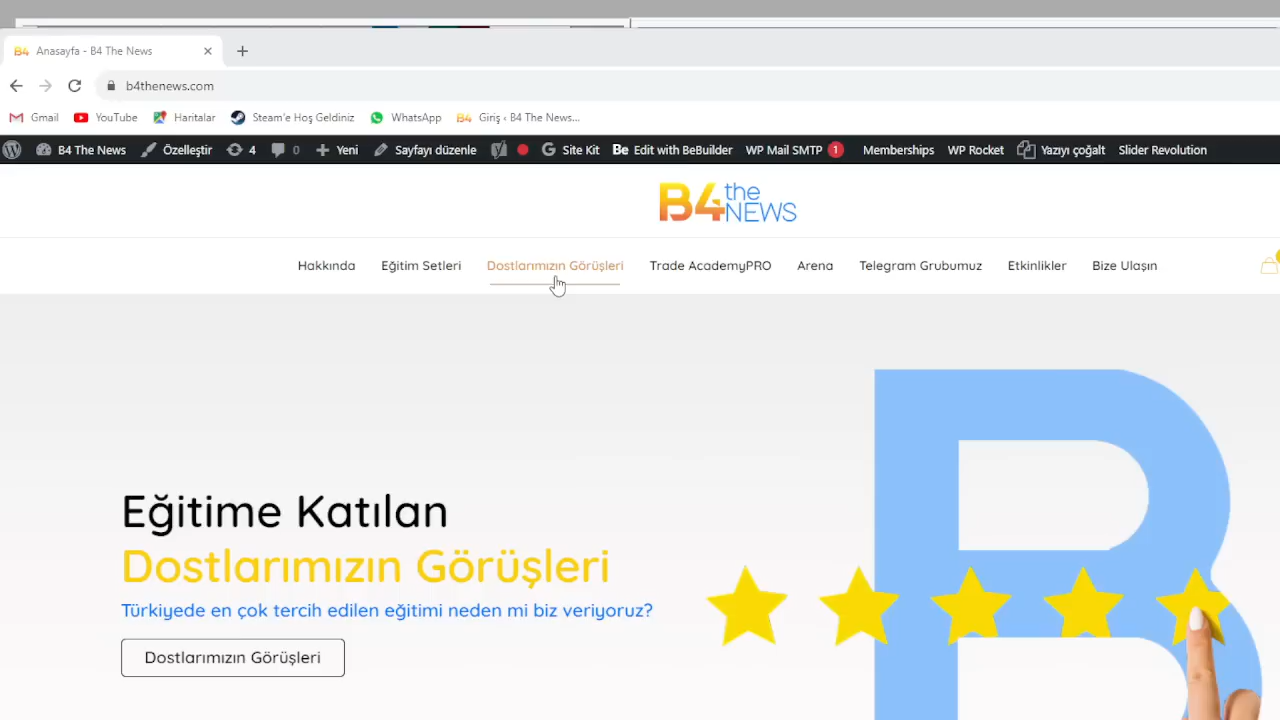 B4 Anasayfa - B4 The News
b4thenews.com
Gmail YouTube Haritalar Steam'e Hoş Geldiniz WhatsApp B4 Giriş ‹ B4 The News...
B4 The News Özelleştir 4 0 Yeni Sayfayı düzenle G Site Kit Be Edit with BeBuilder WP Mail SMTP 1 Memberships WP Rocket Yazıyı çoğalt Slider Revolution
B4 the NEWS
Hakkında Eğitim Setleri Dostlarımızın Görüşleri Trade AcademyPRO Arena Telegram Grubumuz Etkinlikler Bize Ulaşın
Eğitime Katılan
Dostlarımızın Görüşleri
Türkiyede en çok tercih edilen eğitimi neden mi biz veriyoruz?
Dostlarımızın Görüşleri
B